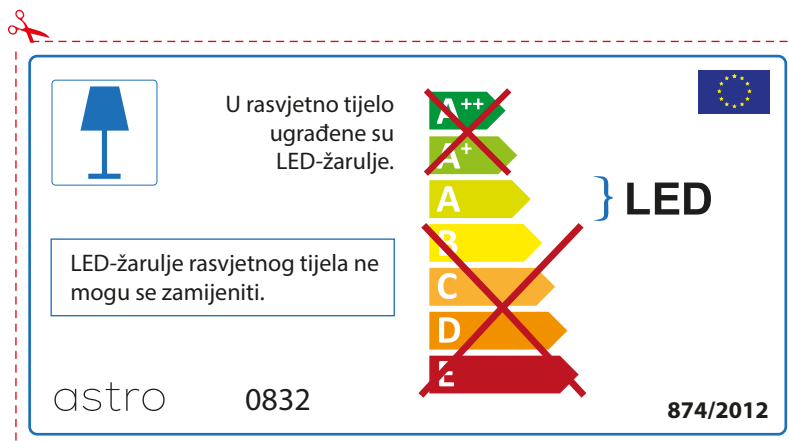 U rasvjetno tijelo
ugrađene su
LED-žarulje.
LED-žarulje rasvjetnog tijela ne
mogu se zamijeniti.
A++
A+
A
B
C
D
E
LED
astro
0832
874/2012